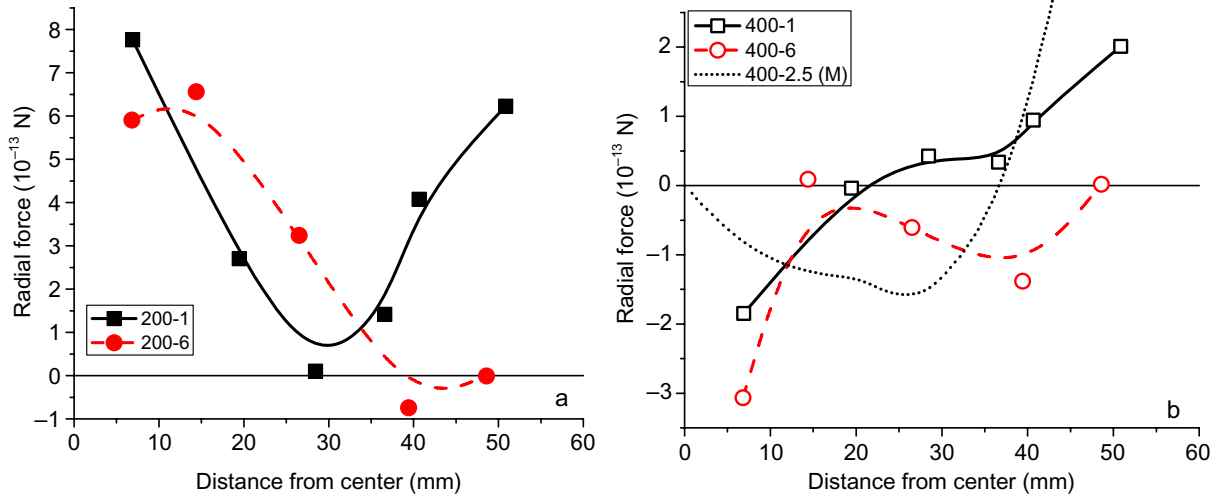 8
7
6
5
4
3
2
1
0
–1
Radial force (10⁻¹³ N)
200-1
200-6
a
0 10 20 30 40 50 60
Distance from center (mm)
b
400-1
400-6
400-2.5 (M)
2
1
0
–1
–2
–3
Radial force (10⁻¹³ N)
b
0 10 20 30 40 50 60
Distance from center (mm)